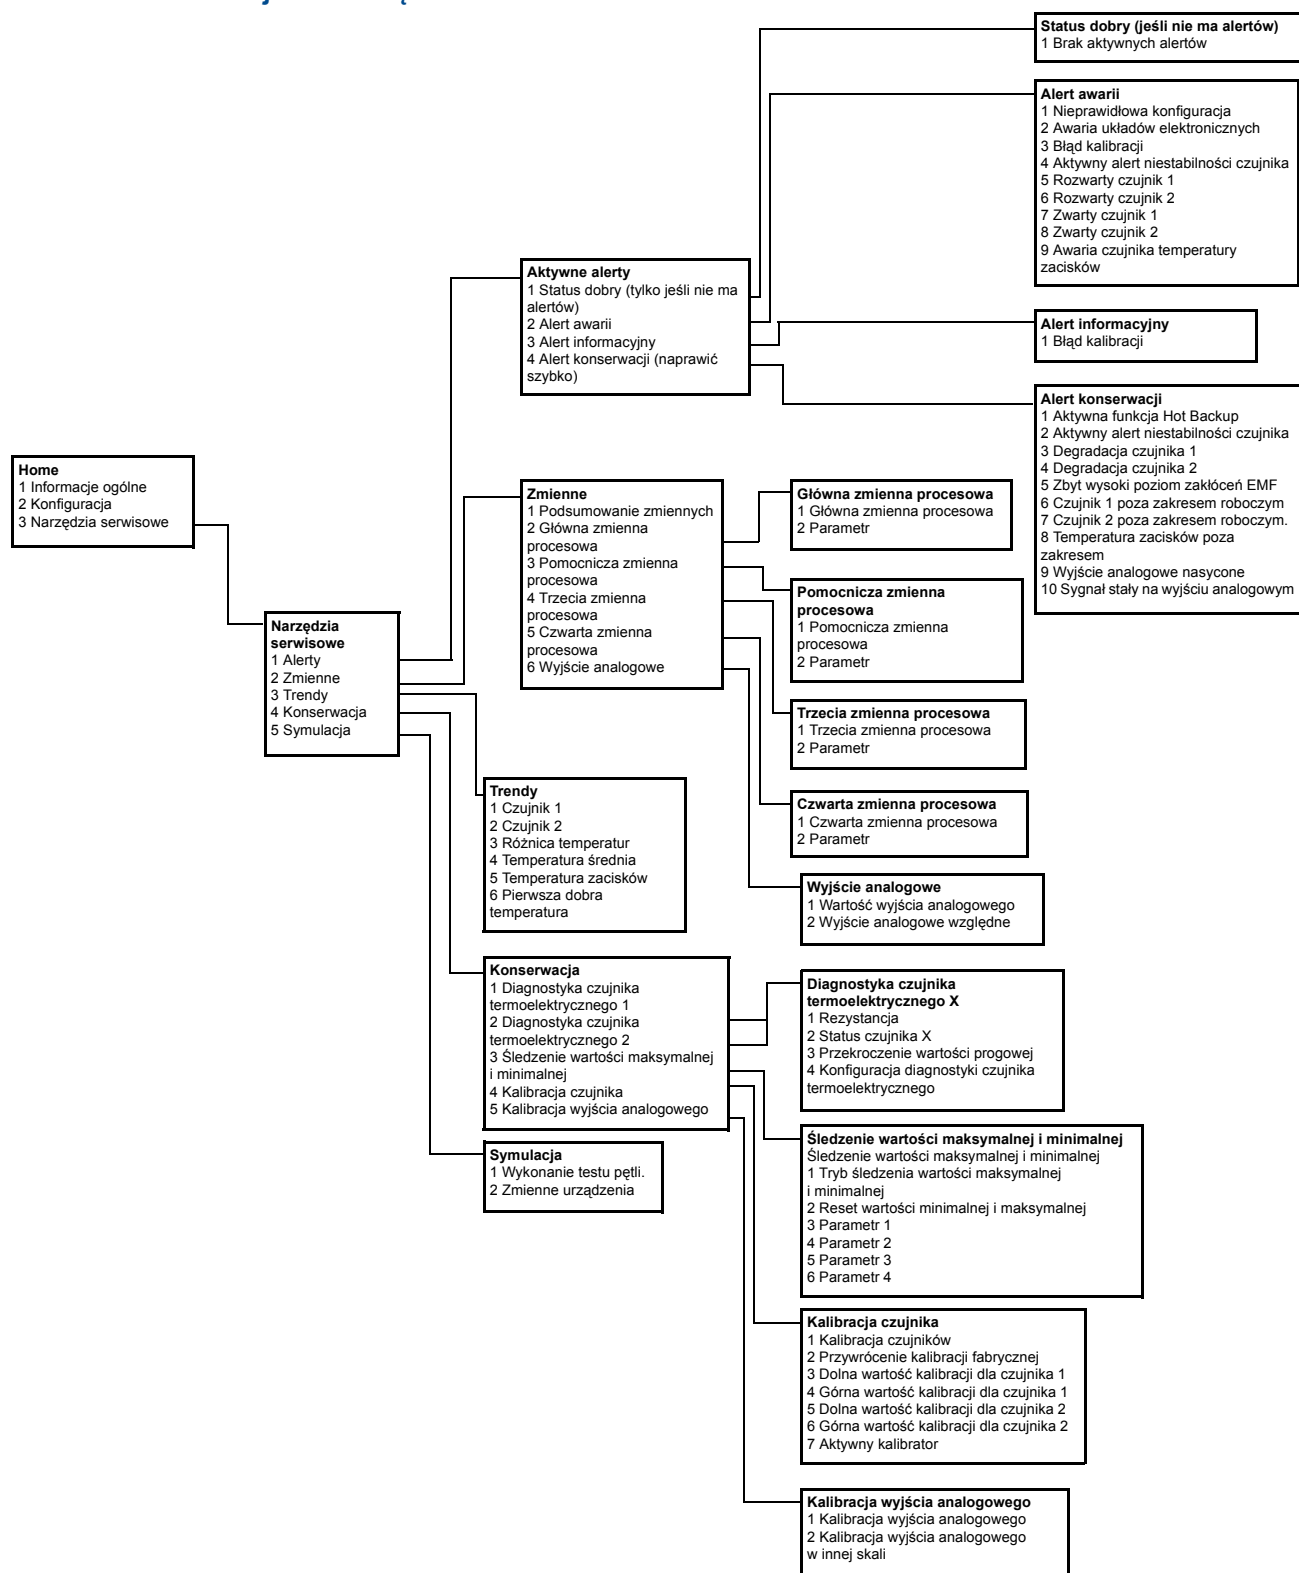 Status dobry (jeśli nie ma alertów)
1 Brak aktywnych alertów
Alert awarii
1 Nieprawidłowa konfiguracja
2 Awaria układów elektronicznych
3 Błąd kalibracji
4 Aktywny alert niestabilności czujnika
5 Rozwarty czujnik 1
6 Rozwarty czujnik 2
7 Zwarty czujnik 1
8 Zwarty czujnik 2
9 Awaria czujnika temperatury
zacisków
Aktywne alerty
1 Status dobry (tylko jeśli nie ma
alertów)
2 Alert awarii
3 Alert informacyjny
4 Alert konserwacji (naprawić
szybko)
Alert informacyjny
1 Błąd kalibracji
Alert konserwacji
1 Aktywna funkcja Hot Backup
2 Aktywny alert niestabilności czujnika
3 Degradacja czujnika 1
4 Degradacja czujnika 2
5 Zbyt wysoki poziom zakłóceń EMF
6 Czujnik 1 poza zakresem roboczym
7 Czujnik 2 poza zakresem roboczym.
8 Temperatura zacisków poza
zakresem
9 Wyjście analogowe nasycone
10 Sygnał stały na wyjściu analogowym
Home
1 Informacje ogólne
2 Konfiguracja
3 Narzędzia serwisowe
Zmienne
1 Podsumowanie zmiennych
2 Główna zmienna
procesowa
3 Pomocnicza zmienna
procesowa
4 Trzecia zmienna
procesowa
5 Czwarta zmienna
procesowa
6 Wyjście analogowe
Główna zmienna procesowa
1 Główna zmienna procesowa
2 Parametr
Pomocnicza zmienna
procesowa
1 Pomocnicza zmienna
procesowa
2 Parametr
Narzędzia
serwisowe
1 Alerty
2 Zmienne
3 Trendy
4 Konserwacja
5 Symulacja
Trzecia zmienna procesowa
1 Trzecia zmienna procesowa
2 Parametr
Trendy
1 Czujnik 1
2 Czujnik 2
3 Różnica temperatur
4 Temperatura średnia
5 Temperatura zacisków
6 Pierwsza dobra
temperatura
Czwarta zmienna procesowa
1 Czwarta zmienna procesowa
2 Parametr
Wyjście analogowe
1 Wartość wyjścia analogowego
2 Wyjście analogowe względne
Konserwacja
1 Diagnostyka czujnika
termoelektrycznego 1
2 Diagnostyka czujnika
termoelektrycznego 2
3 Śledzenie wartości maksymalnej
i minimalnej
4 Kalibracja czujnika
5 Kalibracja wyjścia analogowego
Diagnostyka czujnika
termoelektrycznego X
1 Rezystancja
2 Status czujnika X
3 Przekroczenie wartości progowej
4 Konfiguracja diagnostyki czujnika
termoelektrycznego
Symulacja
1 Wykonanie testu pętli.
2 Zmienne urządzenia
Śledzenie wartości maksymalnej i minimalnej
Śledzenie wartości maksymalnej i minimalnej
1 Tryb śledzenia wartości maksymalnej
i minimalnej
2 Reset wartości minimalnej i maksymalnej
3 Parametr 1
4 Parametr 2
5 Parametr 3
6 Parametr 4
Kalibracja czujnika
1 Kalibracja czujników
2 Przywrócenie kalibracji fabrycznej
3 Dolna wartość kalibracji dla czujnika 1
4 Górna wartość kalibracji dla czujnika 1
5 Dolna wartość kalibracji dla czujnika 2
6 Górna wartość kalibracji dla czujnika 2
7 Aktywny kalibrator
Kalibracja wyjścia analogowego
1 Kalibracja wyjścia analogowego
2 Kalibracja wyjścia analogowego
w innej skali